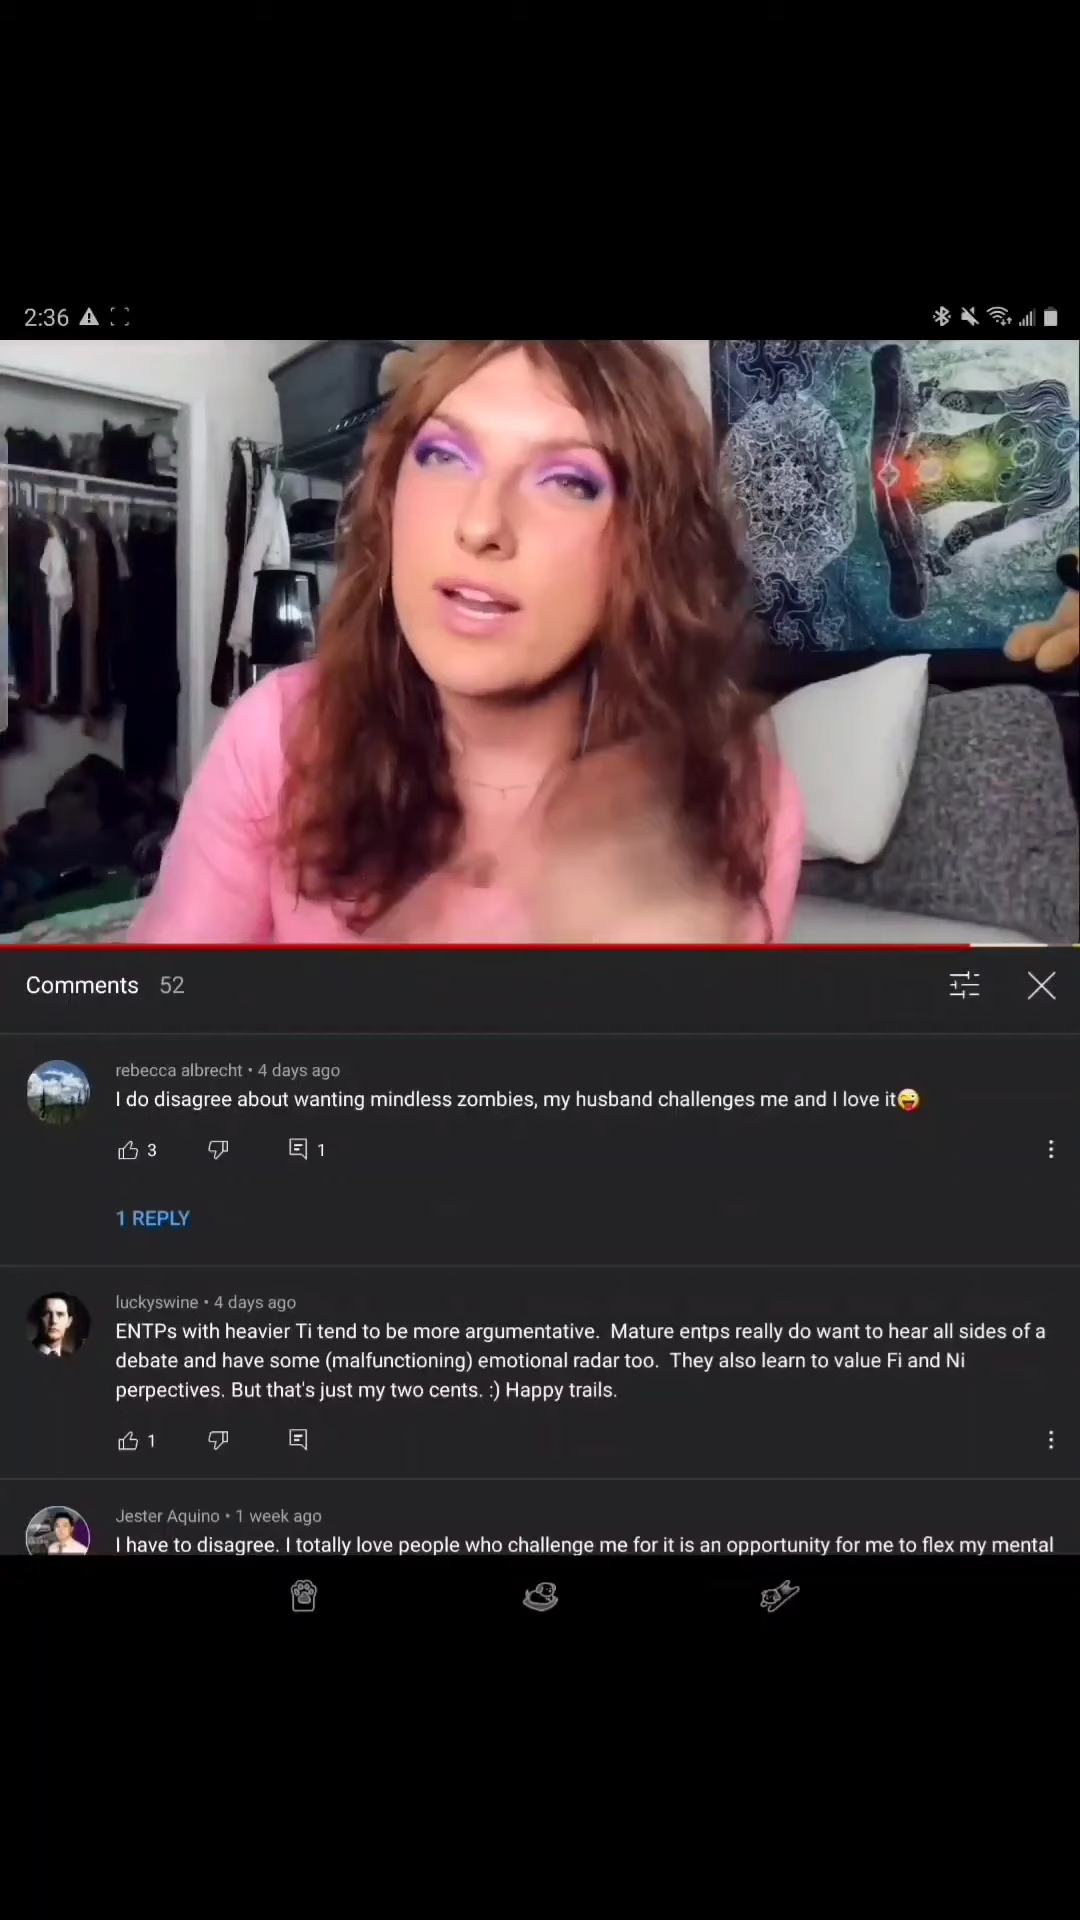 2:36
Comments 52
rebecca albrecht • 4 days ago
I do disagree about wanting mindless zombies, my husband challenges me and I love it😜
3
1
1 REPLY
luckyswine • 4 days ago
ENTPs with heavier Ti tend to be more argumentative.  Mature entps really do want to hear all sides of a
debate and have some (malfunctioning) emotional radar too.  They also learn to value Fi and Ni
perpectives. But that's just my two cents. :) Happy trails.
1
Jester Aquino • 1 week ago
I have to disagree. I totally love people who challenge me for it is an opportunity for me to flex my mental